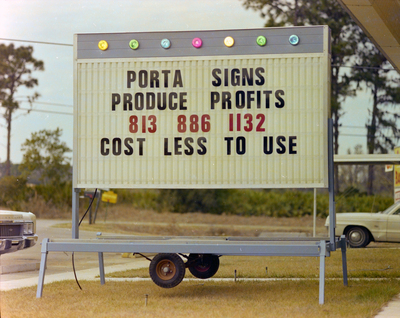 PORTA SIGNS
PRODUCE PROFITS
813 886 1132
COST LESS TO USE